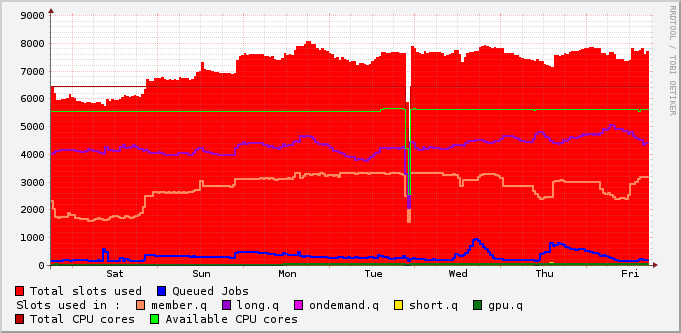 9000
8000
7000
6000
5000
4000
3000
2000
1000
0
Sat Sun Mon Tue Wed Thu Fri
Total slots used Queued Jobs
Slots used in : member.q long.q ondemand.q short.q gpu.q
Total CPU cores Available CPU cores
RRDTOOL / TOBI OETIKER